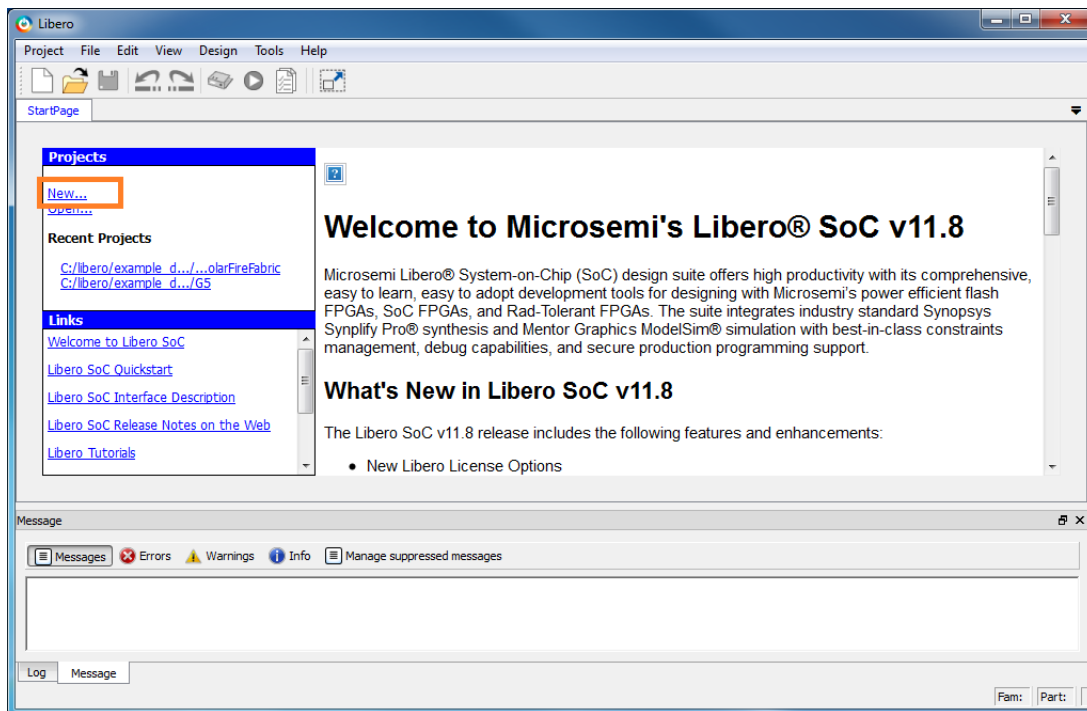 Libero
Project File Edit View Design Tools Help
StartPage
Projects
New...
Open...
Recent Projects
C:/libero/example_d.../...olarFireFabric
C:/libero/example_d.../G5
Links
Welcome to Libero SoC
Libero SoC Quickstart
Libero SoC Interface Description
Libero SoC Release Notes on the Web
Libero Tutorials
Welcome to Microsemi's Libero® SoC v11.8
Microsemi Libero® System-on-Chip (SoC) design suite offers high productivity with its comprehensive,
easy to learn, easy to adopt development tools for designing with Microsemi's power efficient flash
FPGAs, SoC FPGAs, and Rad-Tolerant FPGAs. The suite integrates industry standard Synopsys
Synplify Pro® synthesis and Mentor Graphics ModelSim® simulation with best-in-class constraints
management, debug capabilities, and secure production programming support.
What's New in Libero SoC v11.8
The Libero SoC v11.8 release includes the following features and enhancements:
• New Libero License Options
Message
Messages Errors Warnings Info Manage suppressed messages
Log Message
Fam: Part: